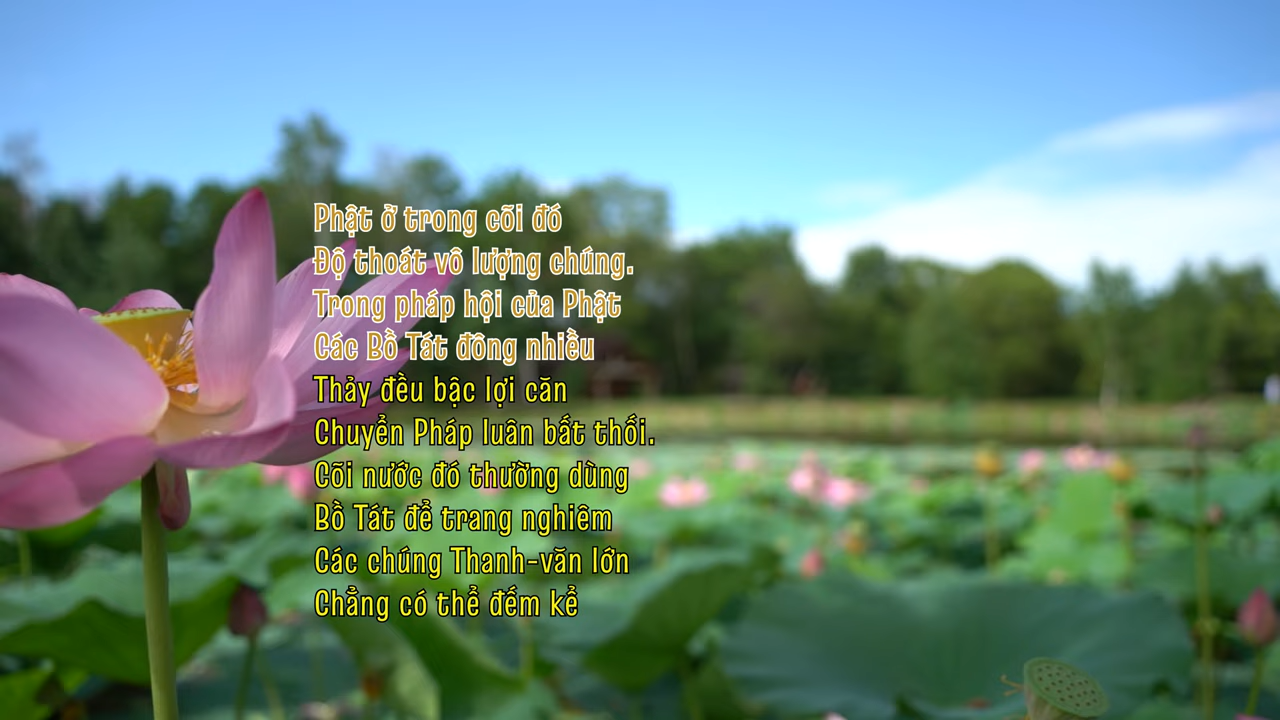 Phật ở trong cõi đó
Độ thoát vô lượng chúng.
Trong pháp hội của Phật
Các Bồ Tát đông nhiều
Thảy đều bậc lợi căn
Chuyển Pháp luân bất thối.
Cõi nước đó thường dùng
Bồ Tát để trang nghiêm
Các chúng Thanh-văn lớn
Chẳng có thể đếm kể